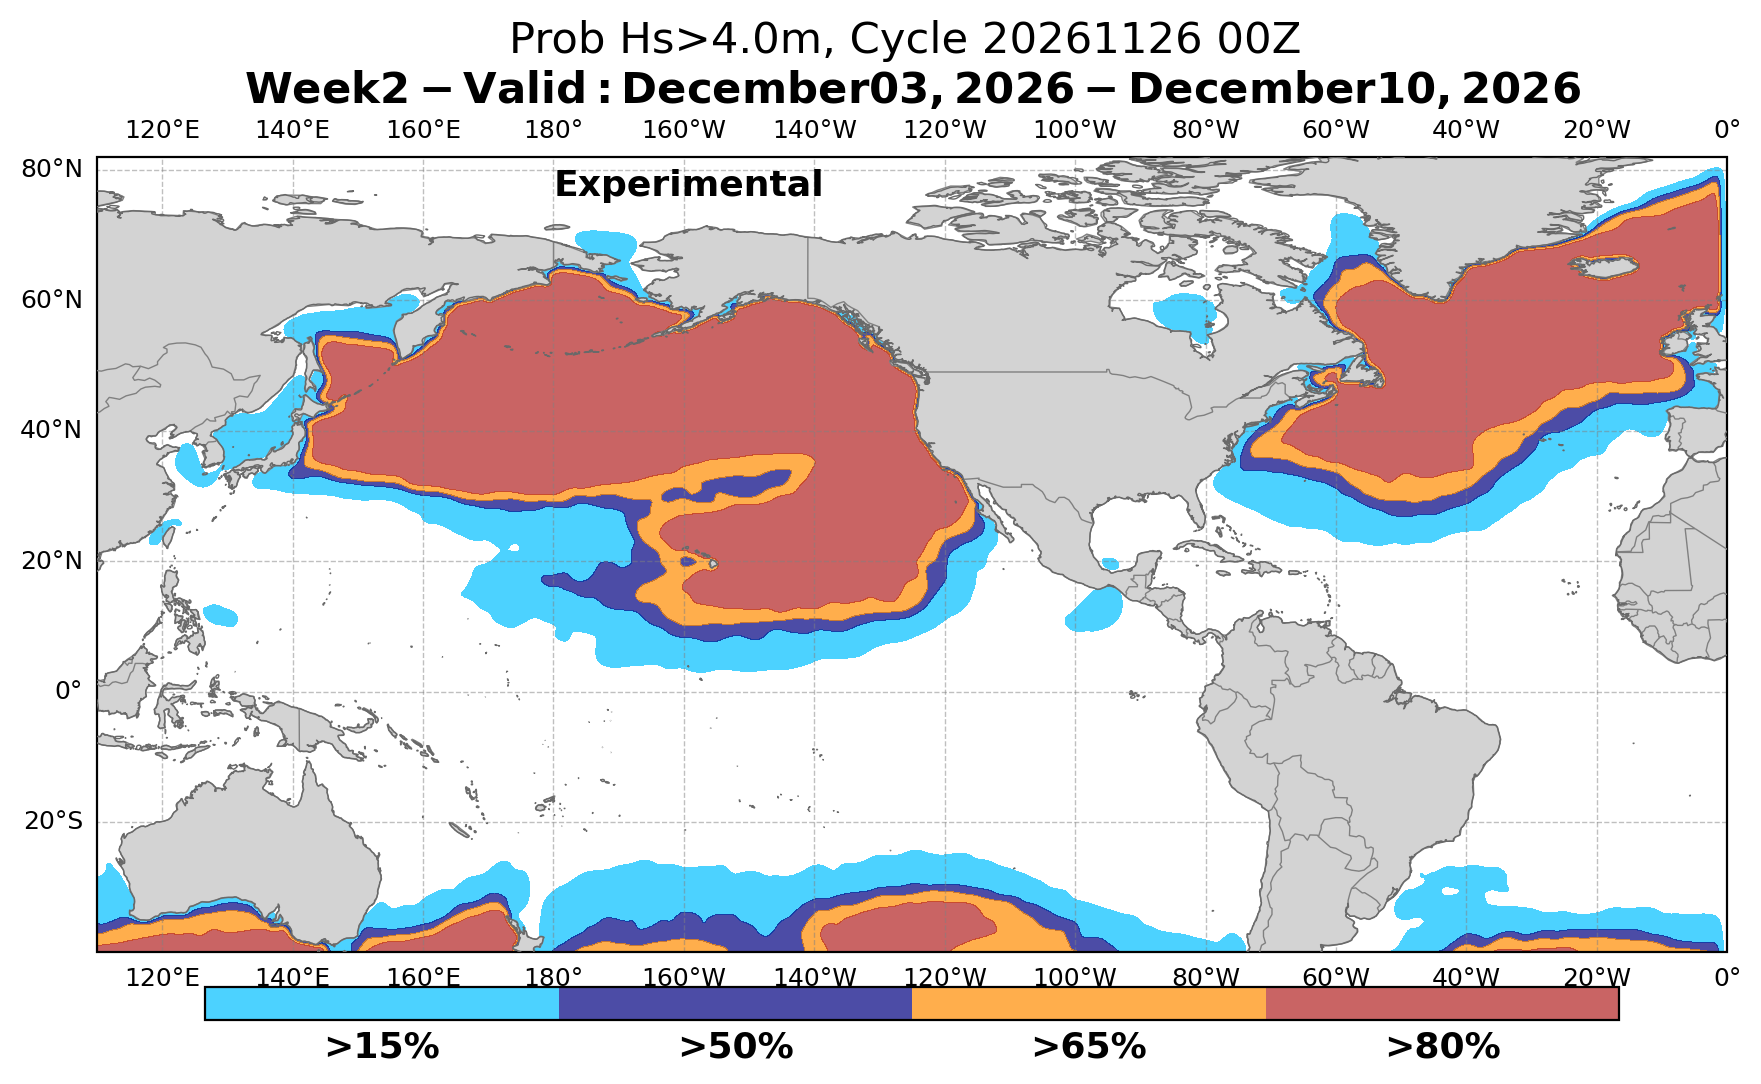 Prob Hs>4.0m, Cycle 20261126 00Z
Week2 − Valid : December03, 2026 − December10, 2026
120°E 140°E 160°E 180° 160°W 140°W 120°W 100°W 80°W 60°W 40°W 20°W 0°
80°N
Experimental
60°N
40°N
20°N
0°
20°S
120°E 140°E 160°E 180° 160°W 140°W 120°W 100°W 80°W 60°W 40°W 20°W 0°
>15% >50% >65% >80%